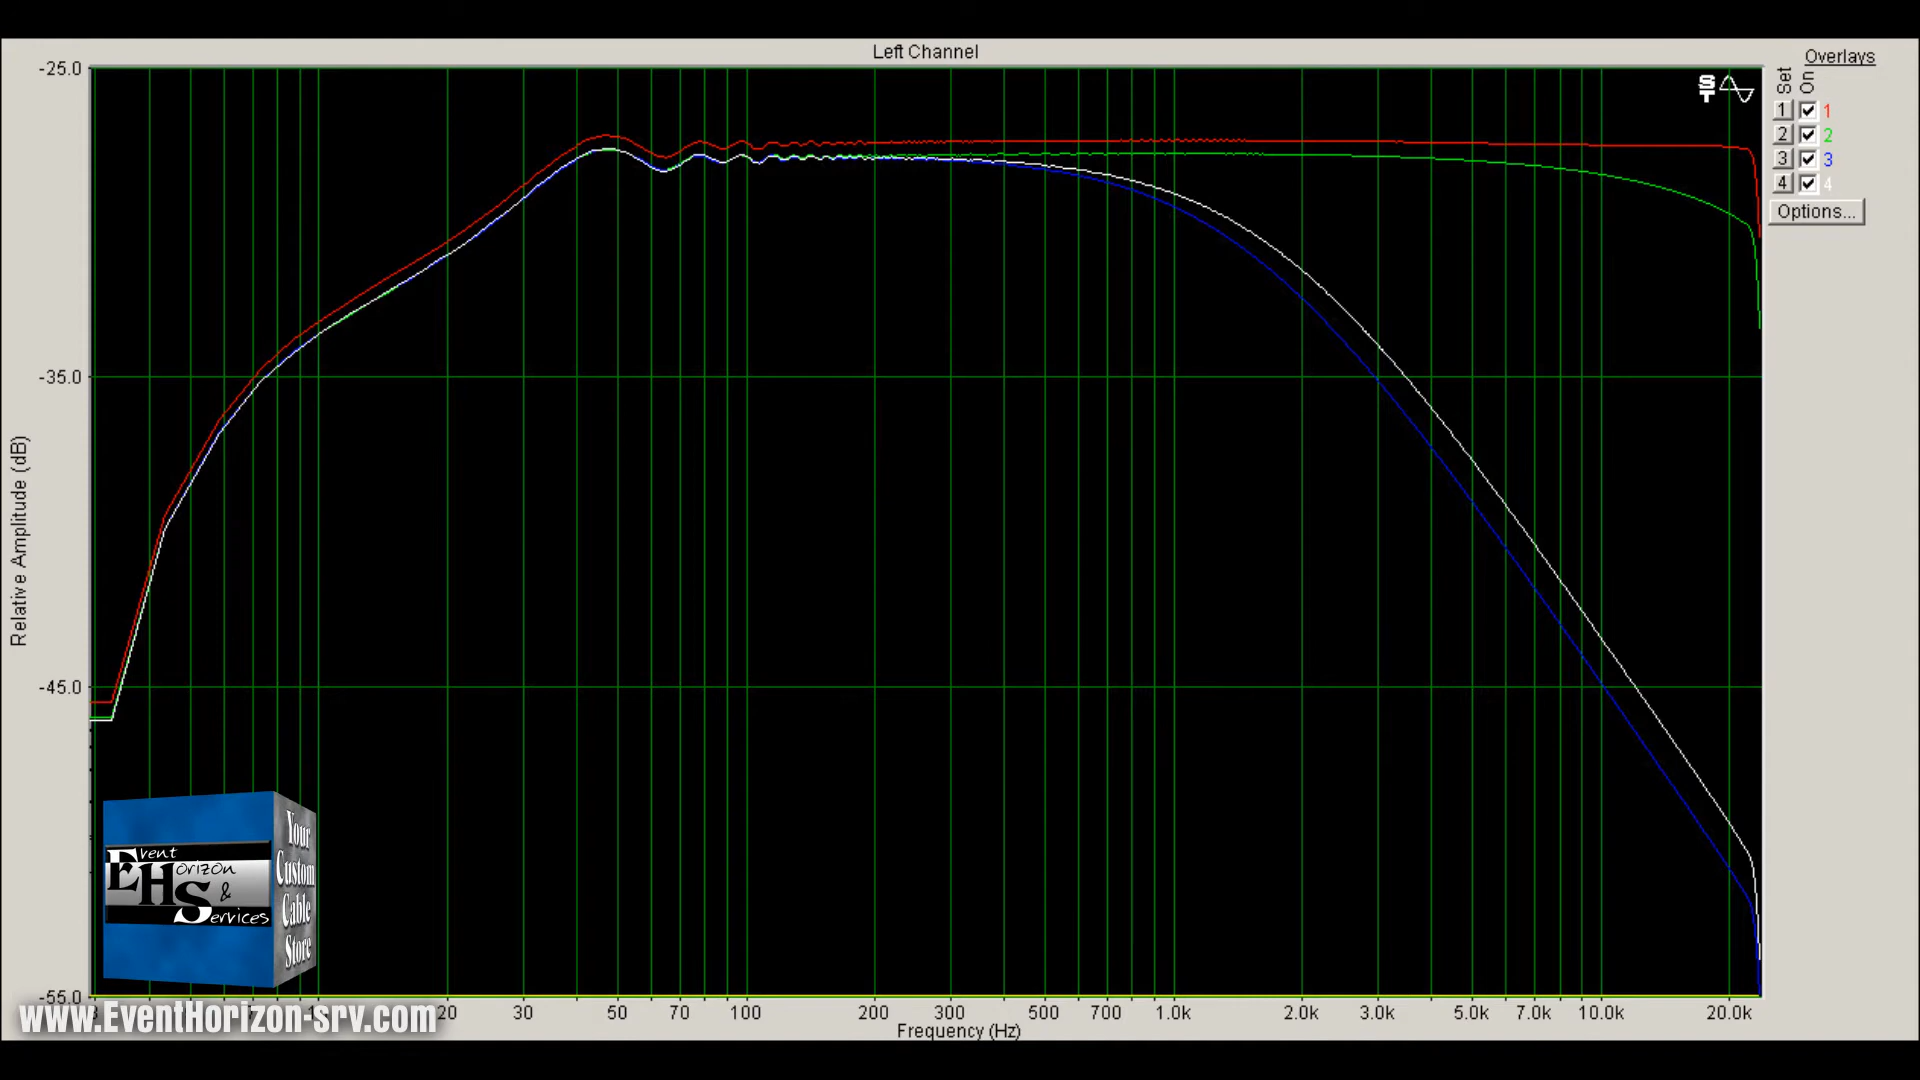 Left Channel
Overlays
Set
On
1 1
2 2
3 3
4 4
Options...
-25.0
-35.0
-45.0
-55.0
Relative Amplitude (dB)
20 30 50 70 100 200 300 500 700 1.0k 2.0k 3.0k 5.0k 7.0k 10.0k 20.0k
Frequency (Hz)
S
T
Event
Horizon
&
Services
EHS
Your
Custom
Cable
Store
www.EventHorizon-srv.com